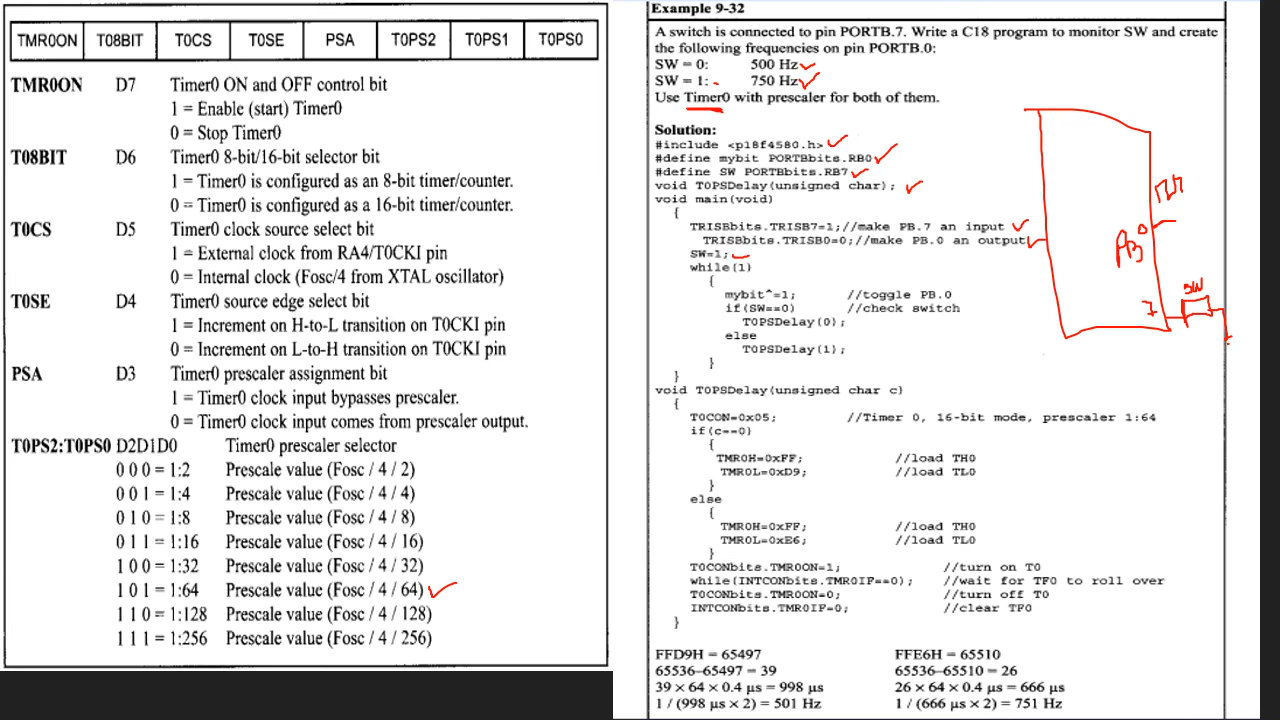 TMR0ON T08BIT T0CS T0SE PSA T0PS2 T0PS1 T0PS0
TMR0ON D7 Timer0 ON and OFF control bit
1 = Enable (start) Timer0
0 = Stop Timer0
T08BIT D6 Timer0 8-bit/16-bit selector bit
1 = Timer0 is configured as an 8-bit timer/counter.
0 = Timer0 is configured as a 16-bit timer/counter.
T0CS D5 Timer0 clock source select bit
1 = External clock from RA4/T0CKI pin
0 = Internal clock (Fosc/4 from XTAL oscillator)
T0SE D4 Timer0 source edge select bit
1 = Increment on H-to-L transition on T0CKI pin
0 = Increment on L-to-H transition on T0CKI pin
PSA D3 Timer0 prescaler assignment bit
1 = Timer0 clock input bypasses prescaler.
0 = Timer0 clock input comes from prescaler output.
T0PS2:T0PS0 D2D1D0 Timer0 prescaler selector
0 0 0 = 1:2 Prescale value (Fosc / 4 / 2)
0 0 1 = 1:4 Prescale value (Fosc / 4 / 4)
0 1 0 = 1:8 Prescale value (Fosc / 4 / 8)
0 1 1 = 1:16 Prescale value (Fosc / 4 / 16)
1 0 0 = 1:32 Prescale value (Fosc / 4 / 32)
1 0 1 = 1:64 Prescale value (Fosc / 4 / 64)
1 1 0 = 1:128 Prescale value (Fosc / 4 / 128)
1 1 1 = 1:256 Prescale value (Fosc / 4 / 256)
Example 9-32
A switch is connected to pin PORTB.7. Write a C18 program to monitor SW and create
the following frequencies on pin PORTB.0:
SW = 0: 500 Hz
SW = 1: 750 Hz
Use Timer0 with prescaler for both of them.
Solution:
#include <p18f4580.h>
#define mybit PORTBbits.RB0
#define SW PORTBbits.RB7
void T0PSDelay(unsigned char);
void main(void)
{
TRISBbits.TRISB7=1;//make PB.7 an input
TRISBbits.TRISB0=0;//make PB.0 an output
SW=1;
while(1)
{
mybit^=1; //toggle PB.0
if(SW==0) //check switch
T0PSDelay(0);
else
T0PSDelay(1);
}
}
void T0PSDelay(unsigned char c)
{
T0CON=0x05; //Timer 0, 16-bit mode, prescaler 1:64
if(c==0)
{
TMR0H=0xFF; //load TH0
TMR0L=0xD9; //load TL0
}
else
{
TMR0H=0xFF; //load TH0
TMR0L=0xE6; //load TL0
}
T0CONbits.TMR0ON=1; //turn on T0
while(INTCONbits.TMR0IF==0); //wait for TF0 to roll over
T0CONbits.TMR0ON=0; //turn off T0
INTCONbits.TMR0IF=0; //clear TF0
}
FFD9H = 65497 FFE6H = 65510
65536–65497 = 39 65536–65510 = 26
39 × 64 × 0.4 µs = 998 µs 26 × 64 × 0.4 µs = 666 µs
1 / (998 µs × 2) = 501 Hz 1 / (666 µs × 2) = 751 Hz
PB 0
SW
7